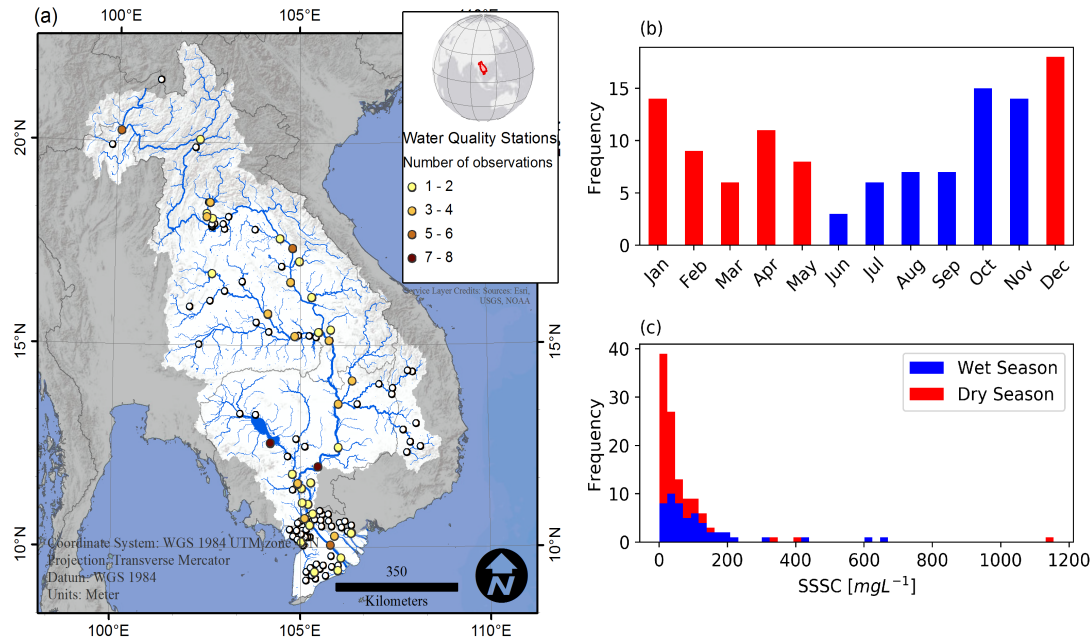 (a)
100°E
105°E
20°N
15°N
10°N
Water Quality Stations
Number of observations
1 - 2
3 - 4
5 - 6
7 - 8
Service Layer Credits: Sources: Esri,
USGS, NOAA
15°N
10°N
Coordinate System: WGS 1984 UTM zone N
Projection: Transverse Mercator
Datum: WGS 1984
Units: Meter
350
Kilometers
N
100°E
105°E
110°E
(b)
Frequency
15
10
5
0
Jan
Feb
Mar
Apr
May
Jun
Jul
Aug
Sep
Oct
Nov
Dec
(c)
Frequency
40
30
20
10
0
Wet Season
Dry Season
0
200
400
600
800
1000
1200
SSSC [mgL⁻¹]